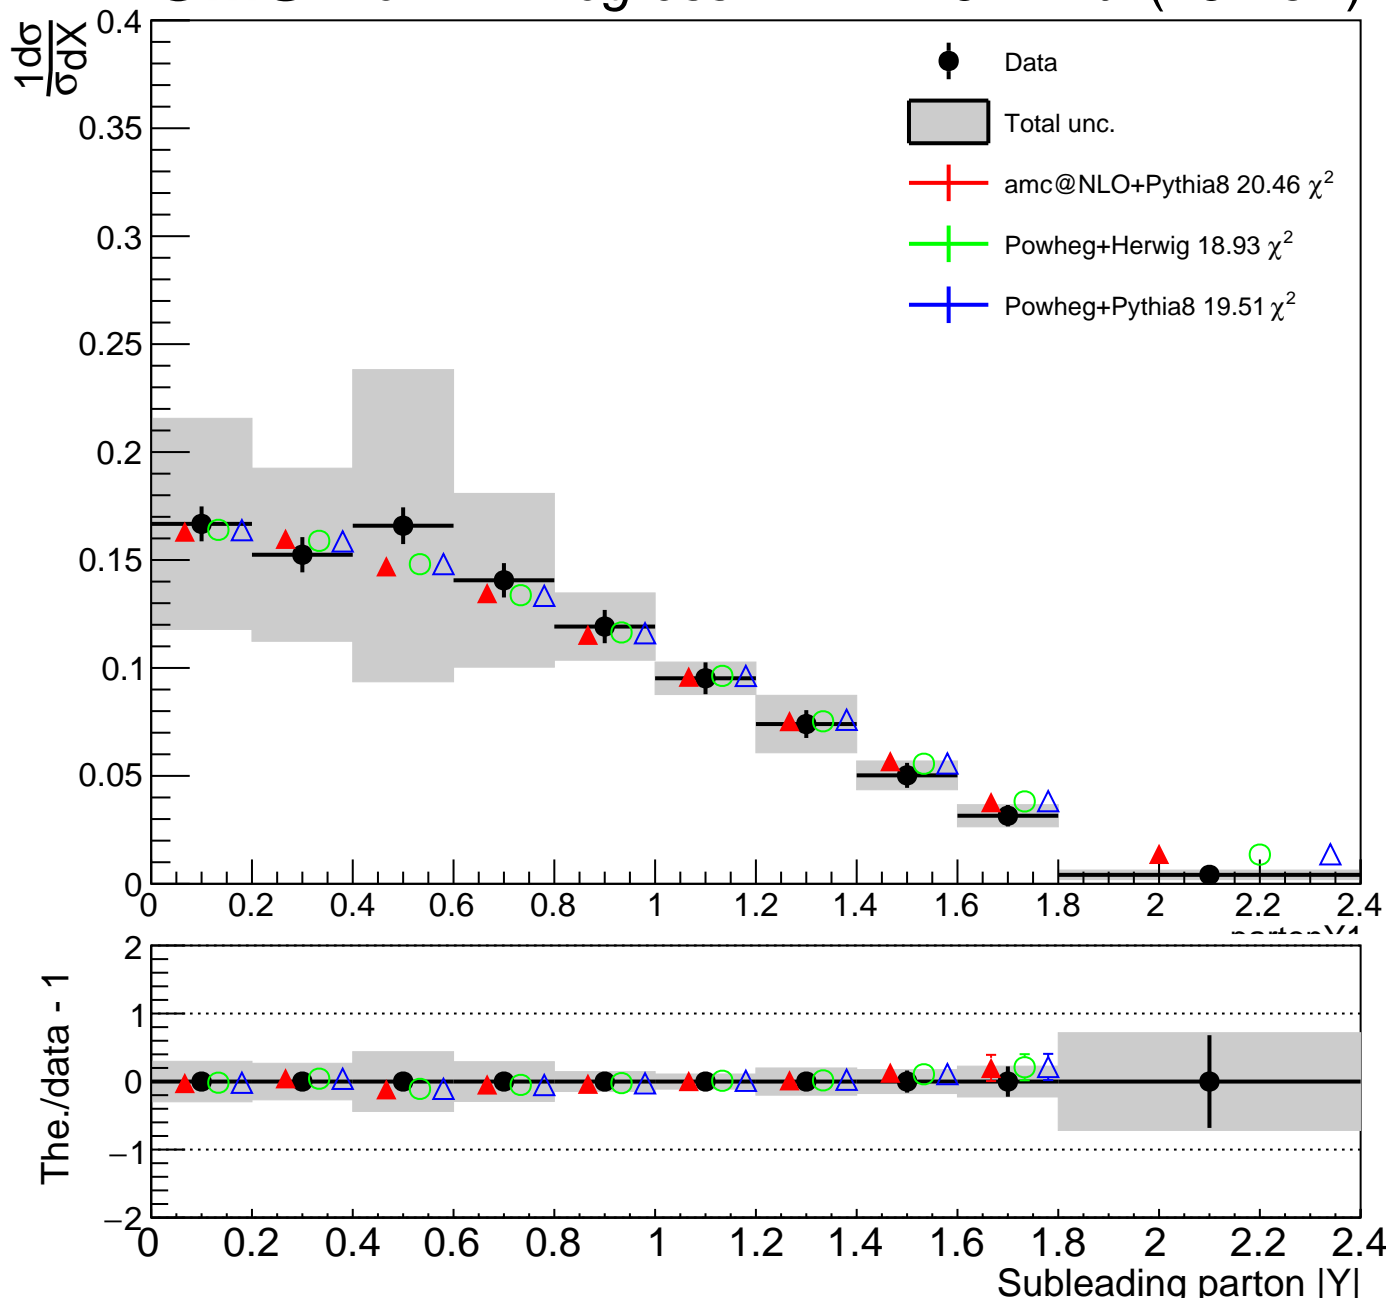 0.4
1dσ
σdX
Data
Total unc.
amc@NLO+Pythia8 20.46 χ²
Powheg+Herwig 18.93 χ²
Powheg+Pythia8 19.51 χ²
0.35
0.3
0.25
0.2
0.15
0.1
0.05
0
0 0.2 0.4 0.6 0.8 1 1.2 1.4 1.6 1.8 2 2.2 2.4
partonY1
The./data - 1
2
1
0
−1
−2
0 0.2 0.4 0.6 0.8 1 1.2 1.4 1.6 1.8 2 2.2 2.4
Subleading parton |Y|